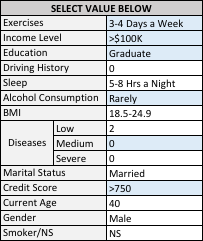 SELECT VALUE BELOW
Exercises 3-4 Days a Week
Income Level >$100K
Education Graduate
Driving History 0
Sleep 5-8 Hrs a Night
Alcohol Consumption Rarely
BMI 18.5-24.9
Diseases Low 2
Medium 0
Severe 0
Marital Status Married
Credit Score >750
Current Age 40
Gender Male
Smoker/NS NS